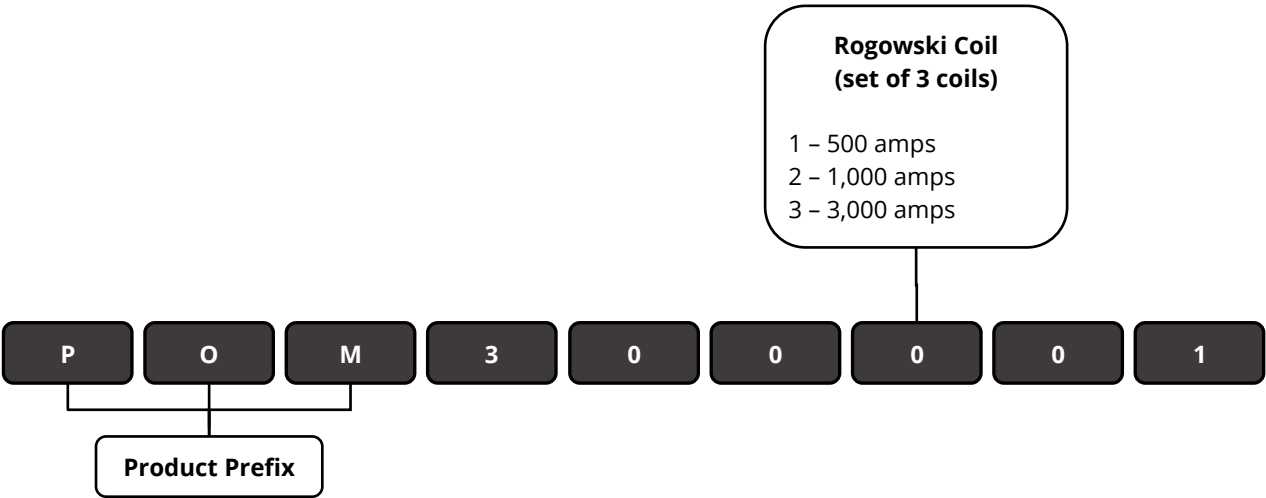 Rogowski Coil
(set of 3 coils)
1 – 500 amps
2 – 1,000 amps
3 – 3,000 amps
P O M 3 0 0 0 0 1
Product Prefix